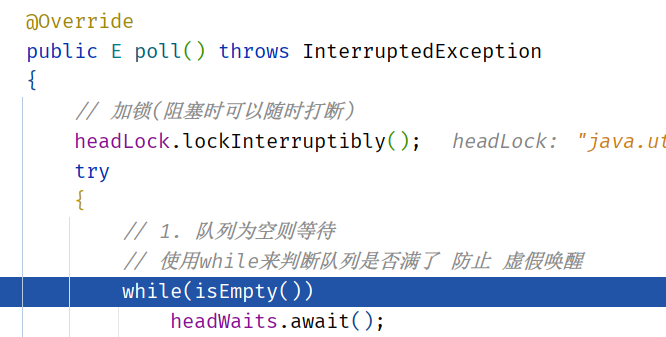 @Override
public E poll() throws InterruptedException
{
// 加锁(阻塞时可以随时打断)
headLock.lockInterruptibly(); headLock: "java.ut
try
{
// 1. 队列为空则等待
// 使用while来判断队列是否满了 防止 虚假唤醒
while(isEmpty())
headWaits.await();